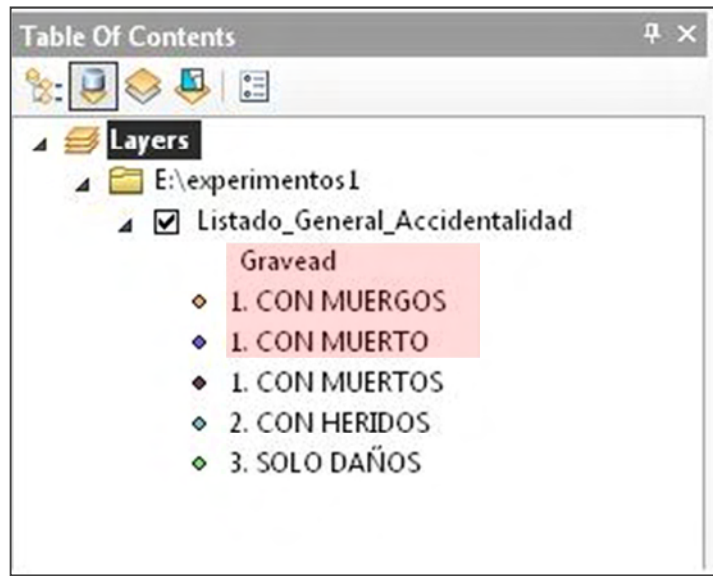 Table Of Contents
Layers
E:\experimentos1
Listado_General_Accidentalidad
Gravead
1. CON MUERGOS
1. CON MUERTO
1. CON MUERTOS
2. CON HERIDOS
3. SOLO DAÑOS